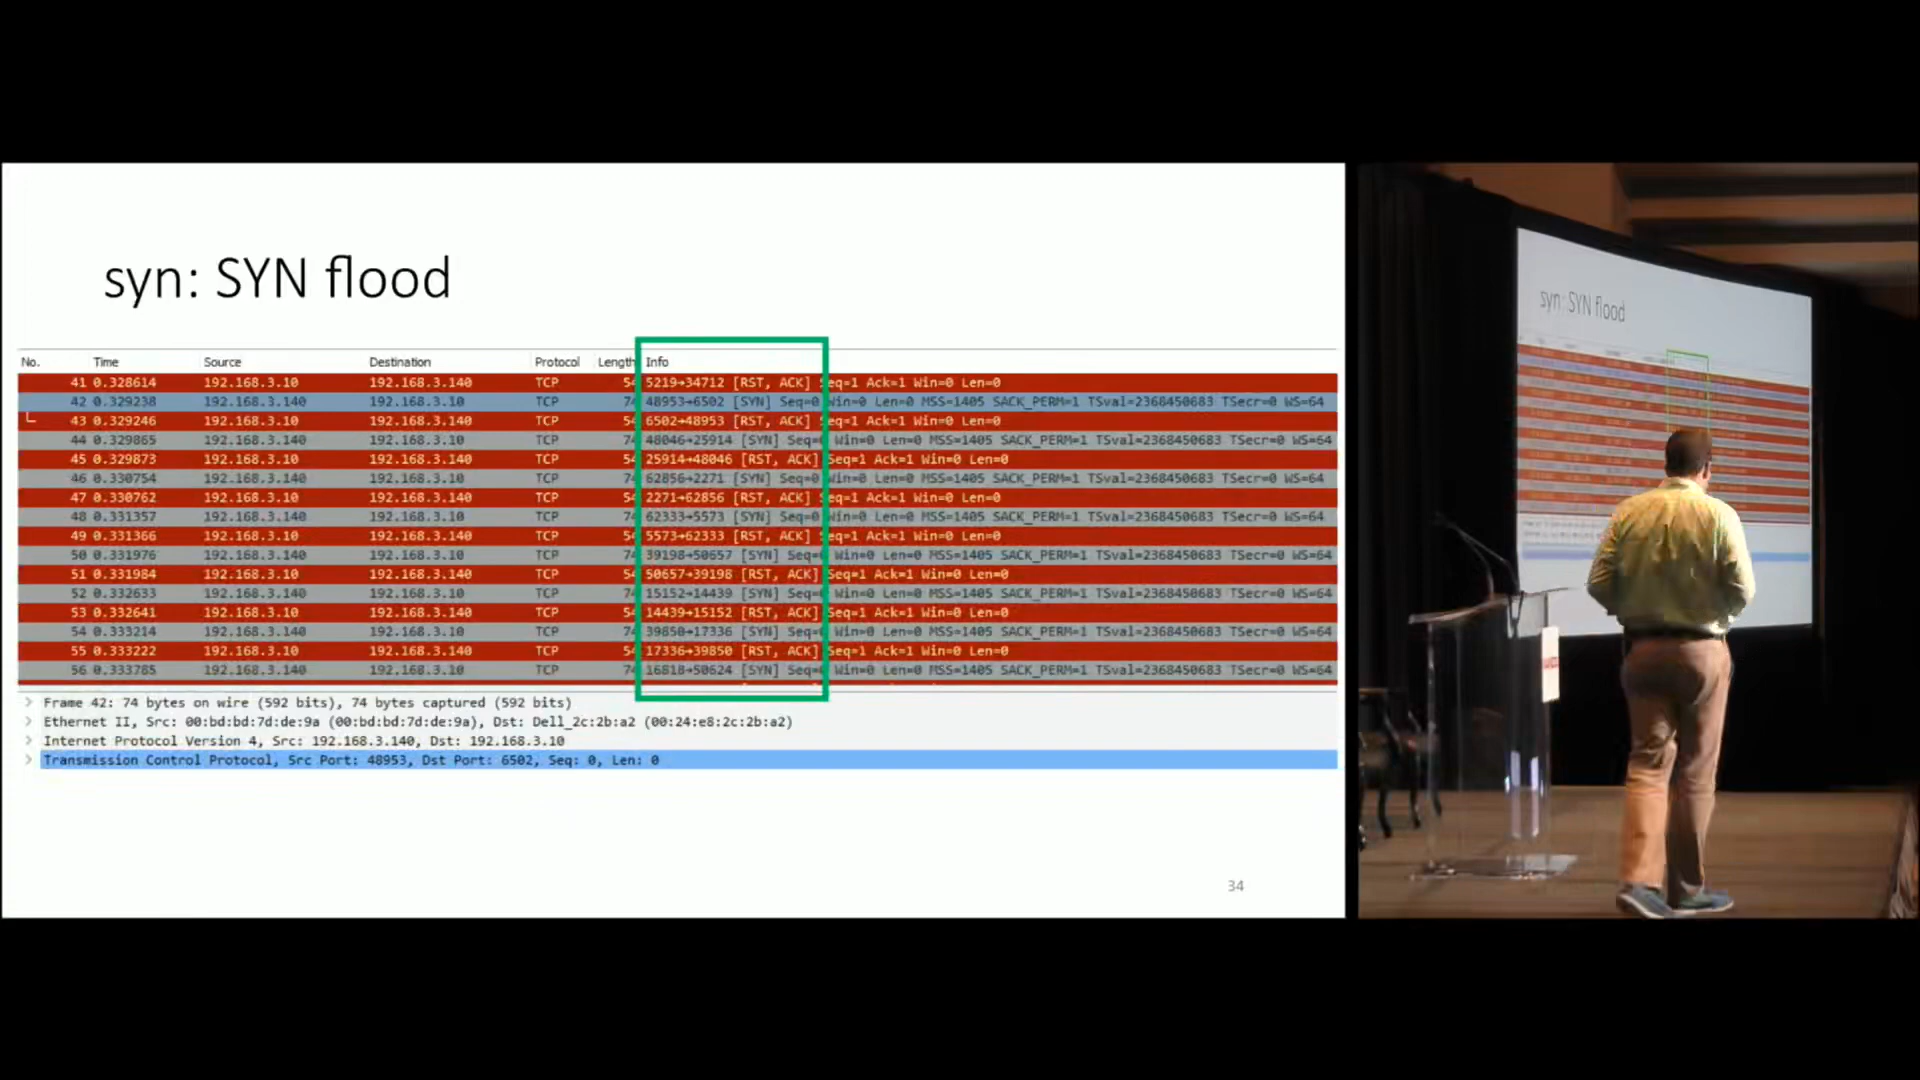 syn: SYN flood
No. Time Source Destination Protocol Length Info
41 0.328614 192.168.3.10 192.168.3.140 TCP 54 5219→34712 [RST, ACK] Seq=1 Ack=1 Win=0 Len=0
42 0.329238 192.168.3.140 192.168.3.10 TCP 74 48953→6502 [SYN] Seq=0 Win=0 Len=0 MSS=1405 SACK_PERM=1 TSval=2368450683 TSecr=0 WS=64
43 0.329246 192.168.3.10 192.168.3.140 TCP 54 6502→48953 [RST, ACK] Seq=1 Ack=1 Win=0 Len=0
44 0.329865 192.168.3.140 192.168.3.10 TCP 74 48046→25914 [SYN] Seq=0 Win=0 Len=0 MSS=1405 SACK_PERM=1 TSval=2368450683 TSecr=0 WS=64
45 0.329873 192.168.3.10 192.168.3.140 TCP 54 25914→48046 [RST, ACK] Seq=1 Ack=1 Win=0 Len=0
46 0.330754 192.168.3.140 192.168.3.10 TCP 74 62856→2271 [SYN] Seq=0 Win=0 Len=0 MSS=1405 SACK_PERM=1 TSval=2368450683 TSecr=0 WS=64
47 0.330762 192.168.3.10 192.168.3.140 TCP 54 2271→62856 [RST, ACK] Seq=1 Ack=1 Win=0 Len=0
48 0.331357 192.168.3.140 192.168.3.10 TCP 74 62333→5573 [SYN] Seq=0 Win=0 Len=0 MSS=1405 SACK_PERM=1 TSval=2368450683 TSecr=0 WS=64
49 0.331366 192.168.3.10 192.168.3.140 TCP 54 5573→62333 [RST, ACK] Seq=1 Ack=1 Win=0 Len=0
50 0.331976 192.168.3.140 192.168.3.10 TCP 74 39198→50657 [SYN] Seq=0 Win=0 Len=0 MSS=1405 SACK_PERM=1 TSval=2368450683 TSecr=0 WS=64
51 0.331984 192.168.3.10 192.168.3.140 TCP 54 50657→39198 [RST, ACK] Seq=1 Ack=1 Win=0 Len=0
52 0.332633 192.168.3.140 192.168.3.10 TCP 74 15152→14439 [SYN] Seq=0 Win=0 Len=0 MSS=1405 SACK_PERM=1 TSval=2368450683 TSecr=0 WS=64
53 0.332641 192.168.3.10 192.168.3.140 TCP 54 14439→15152 [RST, ACK] Seq=1 Ack=1 Win=0 Len=0
54 0.333214 192.168.3.140 192.168.3.10 TCP 74 39850→17336 [SYN] Seq=0 Win=0 Len=0 MSS=1405 SACK_PERM=1 TSval=2368450683 TSecr=0 WS=64
55 0.333222 192.168.3.10 192.168.3.140 TCP 54 17336→39850 [RST, ACK] Seq=1 Ack=1 Win=0 Len=0
56 0.333785 192.168.3.140 192.168.3.10 TCP 74 16818→50624 [SYN] Seq=0 Win=0 Len=0 MSS=1405 SACK_PERM=1 TSval=2368450683 TSecr=0 WS=64
Frame 42: 74 bytes on wire (592 bits), 74 bytes captured (592 bits)
Ethernet II, Src: 00:bd:bd:7d:de:9a (00:bd:bd:7d:de:9a), Dst: Dell_2c:2b:a2 (00:24:e8:2c:2b:a2)
Internet Protocol Version 4, Src: 192.168.3.140, Dst: 192.168.3.10
Transmission Control Protocol, Src Port: 48953, Dst Port: 6502, Seq: 0, Len: 0
34
syn: SYN flood